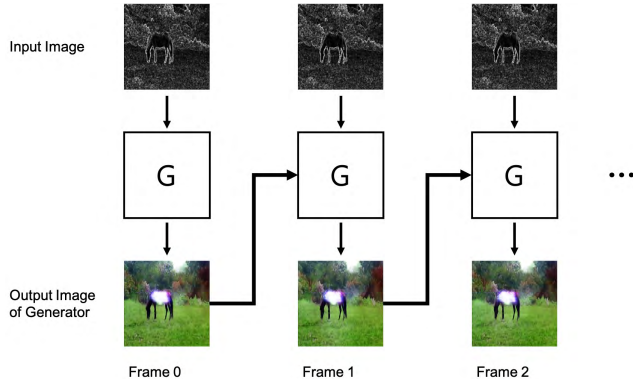 Input Image
G G G
...
Output Image
of Generator
Frame 0 Frame 1 Frame 2